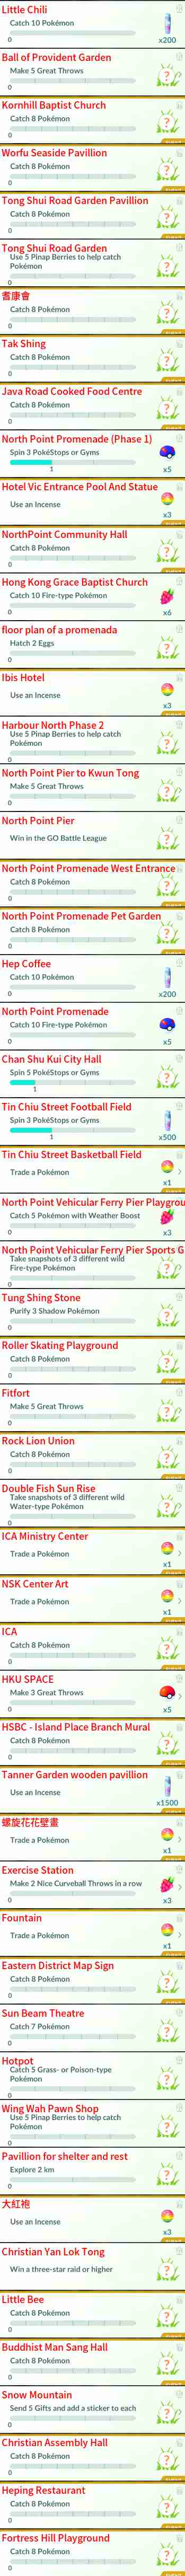 Little Chili
Catch 10 Pokémon
0
x200
Ball of Provident Garden
Make 5 Great Throws
0
Kornhill Baptist Church
Catch 8 Pokémon
0
Worfu Seaside Pavillion
Catch 8 Pokémon
0
Tong Shui Road Garden Pavillion
Catch 8 Pokémon
0
Tong Shui Road Garden
Use 5 Pinap Berries to help catch
Pokémon
0
耆康會
Catch 8 Pokémon
0
Tak Shing
Catch 8 Pokémon
0
Java Road Cooked Food Centre
Catch 8 Pokémon
0
North Point Promenade (Phase 1)
Spin 3 PokéStops or Gyms
1
x5
Hotel Vic Entrance Pool And Statue
Use an Incense
x3
NorthPoint Community Hall
Catch 8 Pokémon
0
Hong Kong Grace Baptist Church
Catch 10 Fire-type Pokémon
0
x6
floor plan of a promenada
Hatch 2 Eggs
0
Ibis Hotel
Use an Incense
x3
Harbour North Phase 2
Use 5 Pinap Berries to help catch
Pokémon
0
North Point Pier to Kwun Tong
Make 5 Great Throws
0
North Point Pier
Win in the GO Battle League
North Point Promenade West Entrance
Catch 8 Pokémon
0
North Point Promenade Pet Garden
Catch 8 Pokémon
0
Hep Coffee
Catch 10 Pokémon
0
x200
North Point Promenade
Catch 10 Fire-type Pokémon
0
x5
Chan Shu Kui City Hall
Spin 5 PokéStops or Gyms
1
Tin Chiu Street Football Field
Spin 3 PokéStops or Gyms
1
x500
Tin Chiu Street Basketball Field
Trade a Pokémon
x1
North Point Vehicular Ferry Pier Playgrou
Catch 5 Pokémon with Weather Boost
0
x3
North Point Vehicular Ferry Pier Sports G
Take snapshots of 3 different wild
Fire-type Pokémon
0
Tung Shing Stone
Purify 3 Shadow Pokémon
0
Roller Skating Playground
Catch 8 Pokémon
0
Fitfort
Make 5 Great Throws
0
Rock Lion Union
Catch 8 Pokémon
0
Double Fish Sun Rise
Take snapshots of 3 different wild
Water-type Pokémon
0
ICA Ministry Center
Trade a Pokémon
x1
NSK Center Art
Trade a Pokémon
x1
ICA
Catch 8 Pokémon
0
HKU SPACE
Make 3 Great Throws
0
x5
HSBC - Island Place Branch Mural
Catch 8 Pokémon
0
Tanner Garden wooden pavillion
Use an Incense
x1500
螺旋花花壁畫
Trade a Pokémon
x1
Exercise Station
Make 2 Nice Curveball Throws in a row
0
x3
Fountain
Trade a Pokémon
x1
Eastern District Map Sign
Catch 8 Pokémon
0
Sun Beam Theatre
Catch 7 Pokémon
0
Hotpot
Catch 5 Grass- or Poison-type
Pokémon
0
Wing Wah Pawn Shop
Use 5 Pinap Berries to help catch
Pokémon
0
Pavillion for shelter and rest
Explore 2 km
0
大紅袍
Use an Incense
x3
Christian Yan Lok Tong
Win a three-star raid or higher
Little Bee
Catch 8 Pokémon
0
Buddhist Man Sang Hall
Catch 8 Pokémon
0
Snow Mountain
Send 5 Gifts and add a sticker to each
0
Christian Assembly Hall
Catch 8 Pokémon
0
Heping Restaurant
Catch 8 Pokémon
0
Fortress Hill Playground
Catch 8 Pokémon
0